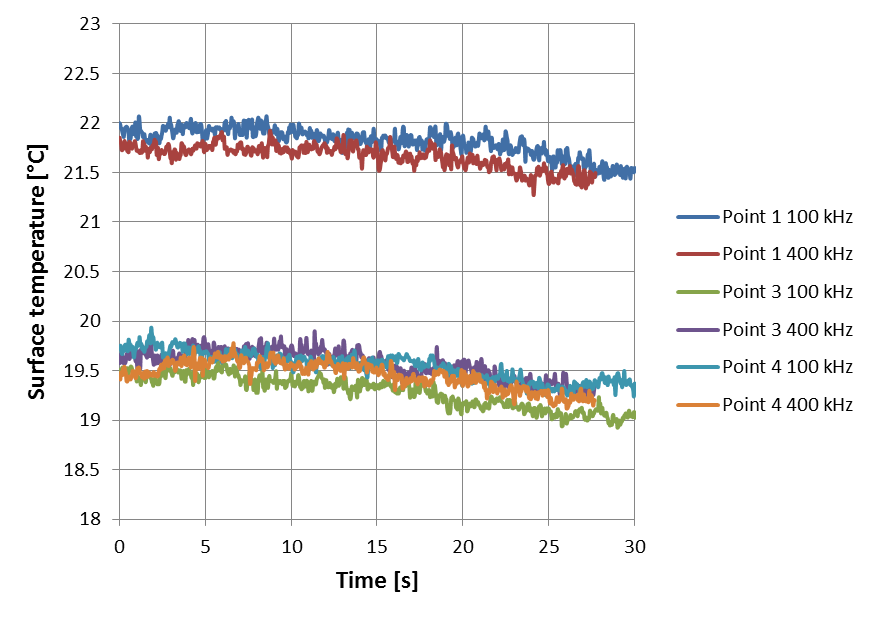 23
22.5
22
21.5
21
20.5
20
19.5
19
18.5
18
Surface temperature [°C]
0 5 10 15 20 25 30
Time [s]
Point 1 100 kHz
Point 1 400 kHz
Point 3 100 kHz
Point 3 400 kHz
Point 4 100 kHz
Point 4 400 kHz